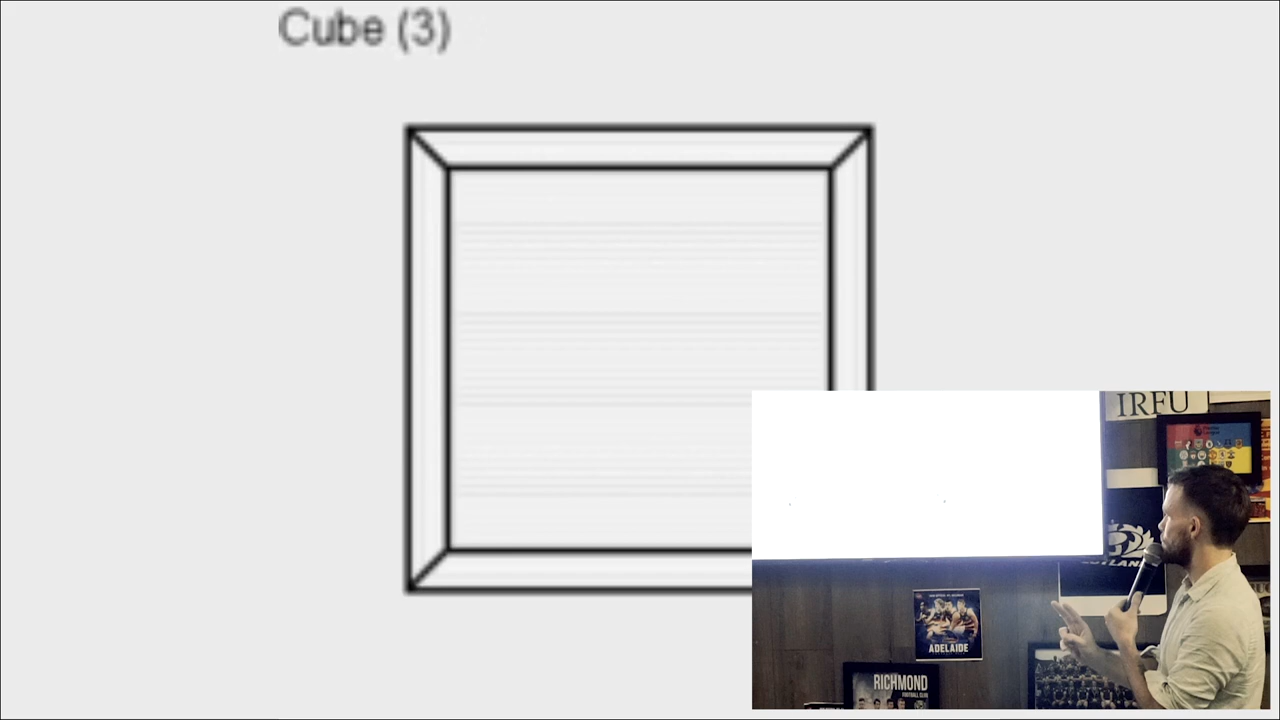 Cube (3)
IRFU
ADELAIDE
RICHMOND
FOOTBALL CLUB